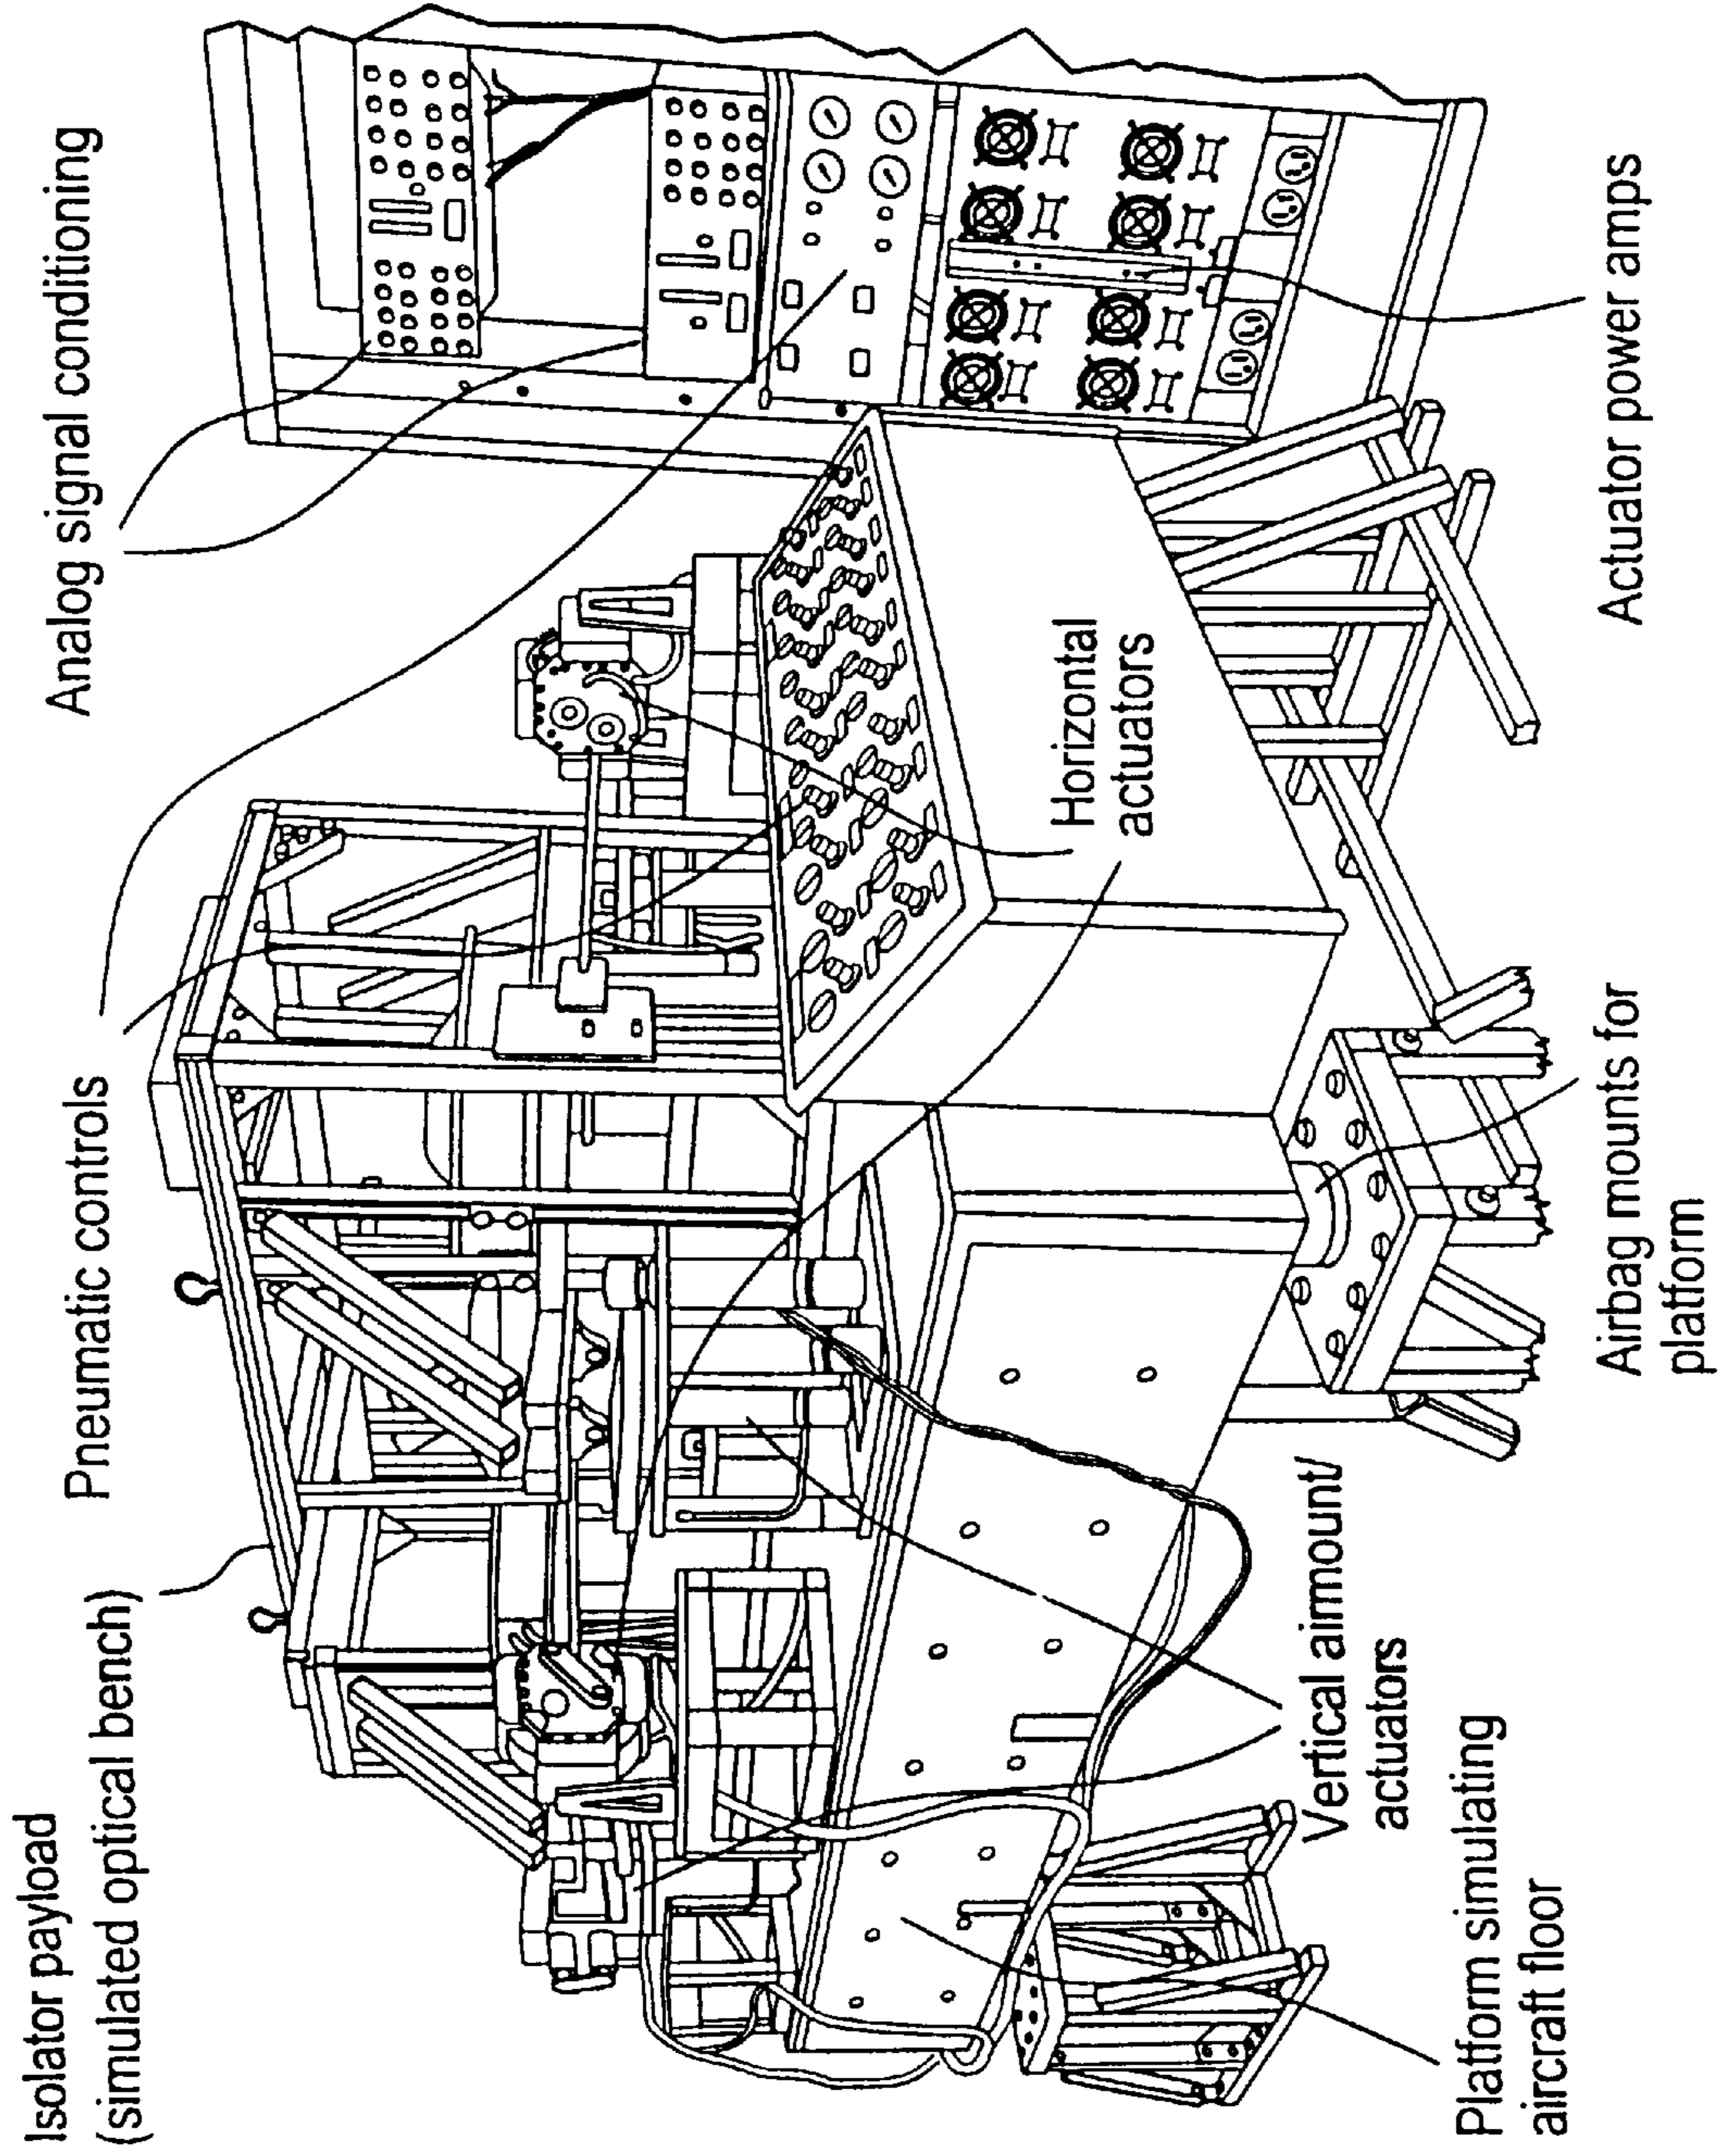 Isolator payload
(simulated optical bench)
Pneumatic controls
Analog signal conditioning
Horizontal
actuators
Vertical airmount/
actuators
Platform simulating
aircraft floor
Airbag mounts for
platform
Actuator power amps